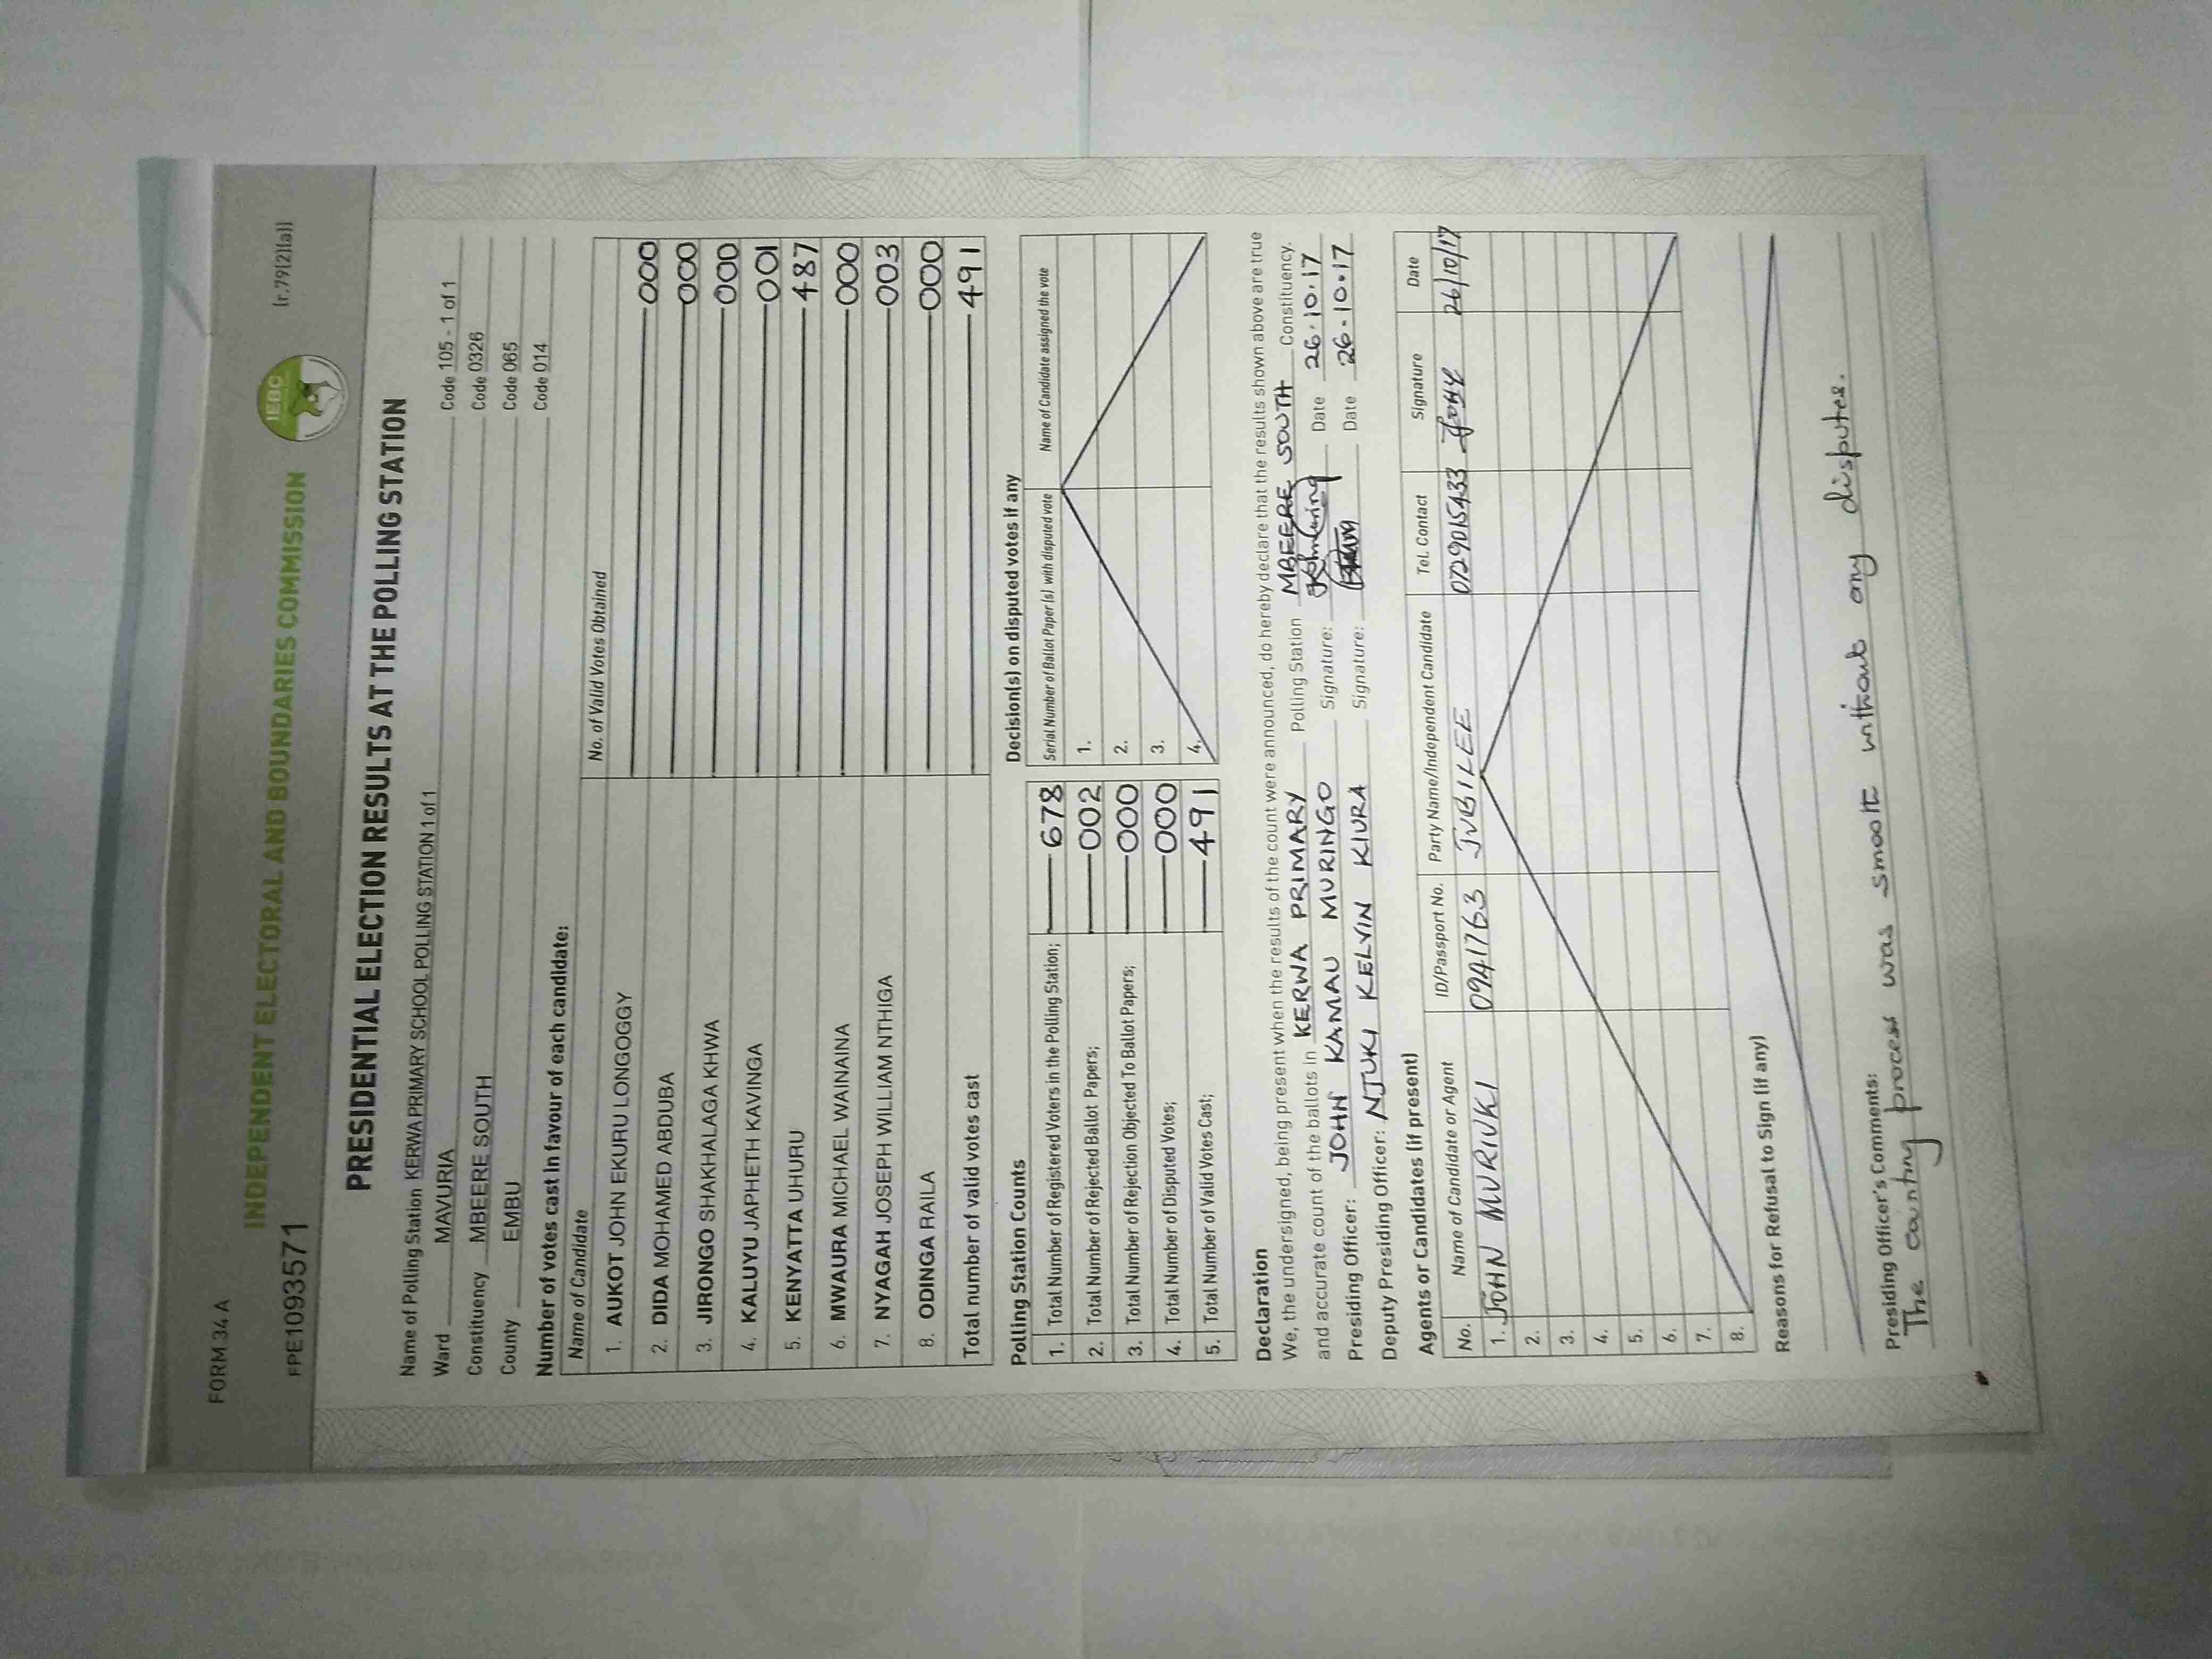 FORM 34 A
[r.79(2)(a)]
INDEPENDENT ELECTORAL AND BOUNDARIES COMMISSION
IEBC
FPE1093571
PRESIDENTIAL ELECTION RESULTS AT THE POLLING STATION
Name of Polling Station KERWA PRIMARY SCHOOL POLLING STATION 1 of 1
Ward MAVURIA Code 105 - 1 of 1
Constituency MBEERE SOUTH Code 0326
County EMBU Code 065
Code 014
Number of votes cast in favour of each candidate:
Name of Candidate No. of Valid Votes Obtained
1. AUKOT JOHN EKURU LONGOGGY 000
2. DIDA MOHAMED ABDUBA 000
3. JIRONGO SHAKHALAGA KHWA 000
4. KALUYU JAPHETH KAVINGA 001
5. KENYATTA UHURU 487
6. MWAURA MICHAEL WAINAINA 000
7. NYAGAH JOSEPH WILLIAM NTHIGA 003
8. ODINGA RAILA 000
Total number of valid votes cast 491
Polling Station Counts
1. Total Number of Registered Voters in the Polling Station; 678
2. Total Number of Rejected Ballot Papers; 002
3. Total Number of Rejection Objected To Ballot Papers; 000
4. Total Number of Disputed Votes; 000
5. Total Number of Valid Votes Cast; 491
Decision(s) on disputed votes if any
Serial Number of Ballot Paper (s) with disputed vote Name of Candidate assigned the vote
1.
2.
3.
4.
Declaration
We, the undersigned, being present when the results of the count were announced, do hereby declare that the results shown above are true
and accurate count of the ballots in KERWA PRIMARY Polling Station MBEERE SOUTH Constituency.
Presiding Officer: JOHN KAMAU MURINGO Signature: Date 26.10.17
Deputy Presiding Officer: NJUKI KELVIN KIURA Signature: Date 26.10.17
Agents or Candidates (if present)
No. Name of Candidate or Agent ID/Passport No. Party Name/Independent Candidate Tel. Contact Signature Date
1. JOHN MURIUKI 0941763 JUBILEE 0729015433 26/10/17
2.
3.
4.
5.
6.
7.
8.
Reasons for Refusal to Sign (if any)
Presiding Officer's Comments:
The counting process was smoot without any disputes.